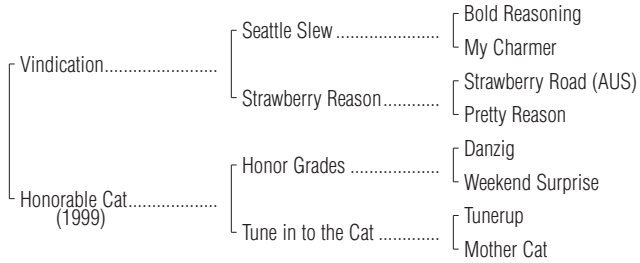 Bold Reasoning
Seattle Slew ..................
My Charmer
Vindication.......................
Strawberry Road (AUS)
Strawberry Reason............
Pretty Reason
Danzig
Honor Grades ................
Weekend Surprise
Honorable Cat..................
(1999)
Tunerup
Tune in to the Cat ............
Mother Cat